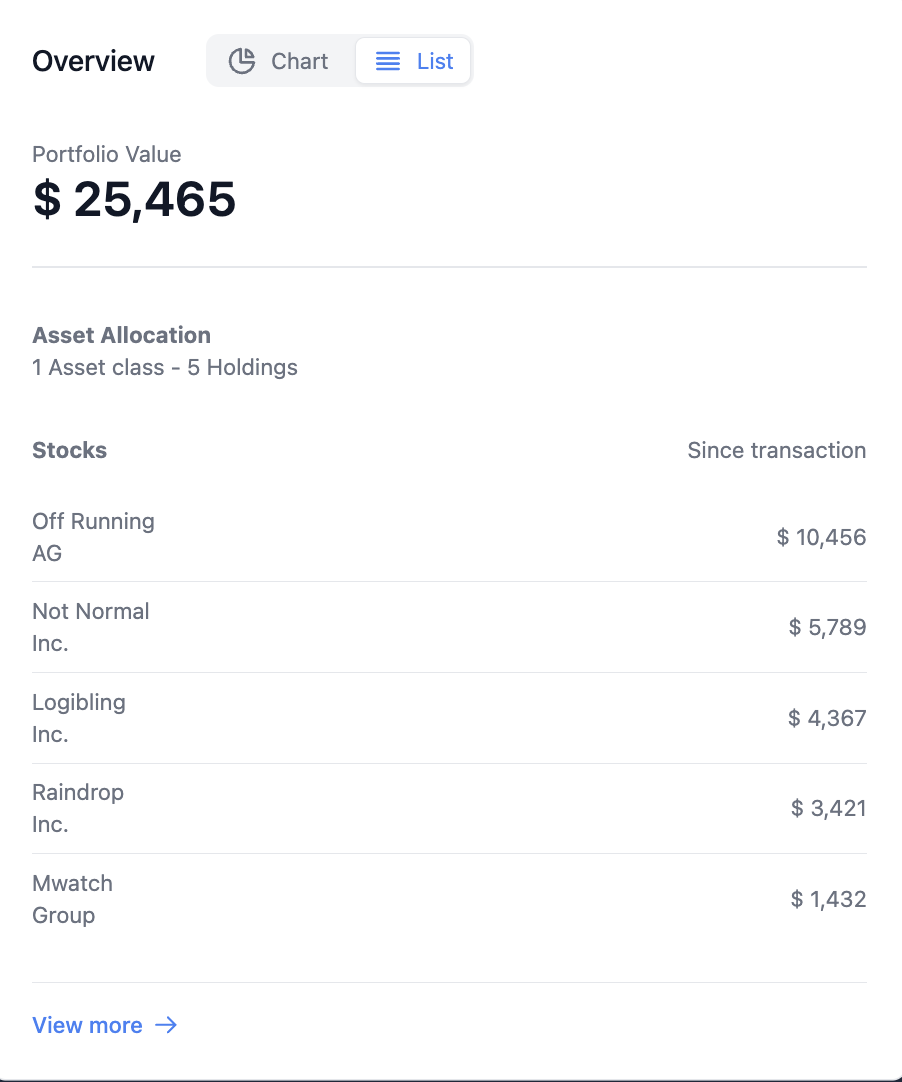 Overview
Chart
List
Portfolio Value
$ 25,465
Asset Allocation
1 Asset class - 5 Holdings
Stocks
Since transaction
Off Running
AG
$ 10,456
Not Normal
Inc.
$ 5,789
Logibling
Inc.
$ 4,367
Raindrop
Inc.
$ 3,421
Mwatch
Group
$ 1,432
View more